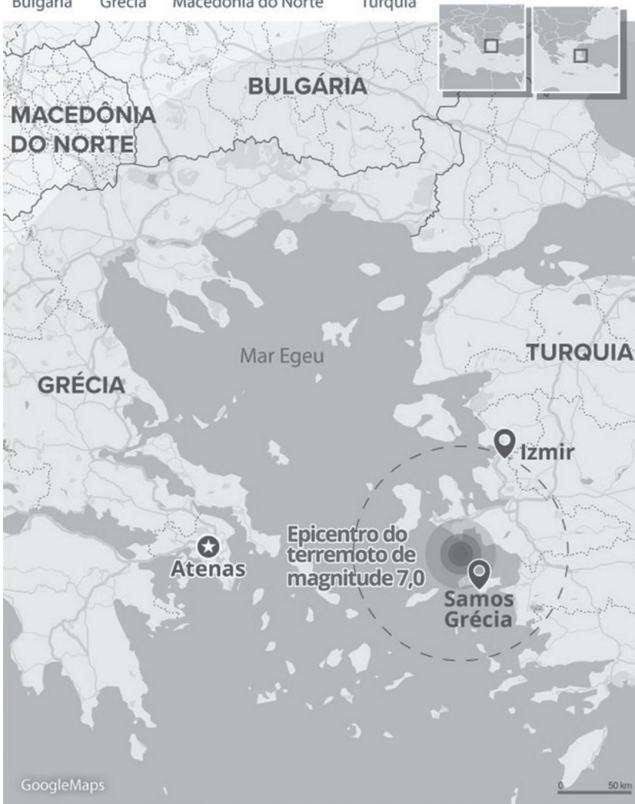 Bulgária Grécia Macedônia do Norte Turquia
BULGÁRIA
MACEDÔNIA
DO NORTE
Mar Egeu
TURQUIA
GRÉCIA
Izmir
Epicentro do
terremoto de
magnitude 7,0
Atenas
Samos
Grécia
GoogleMaps
0 50 km